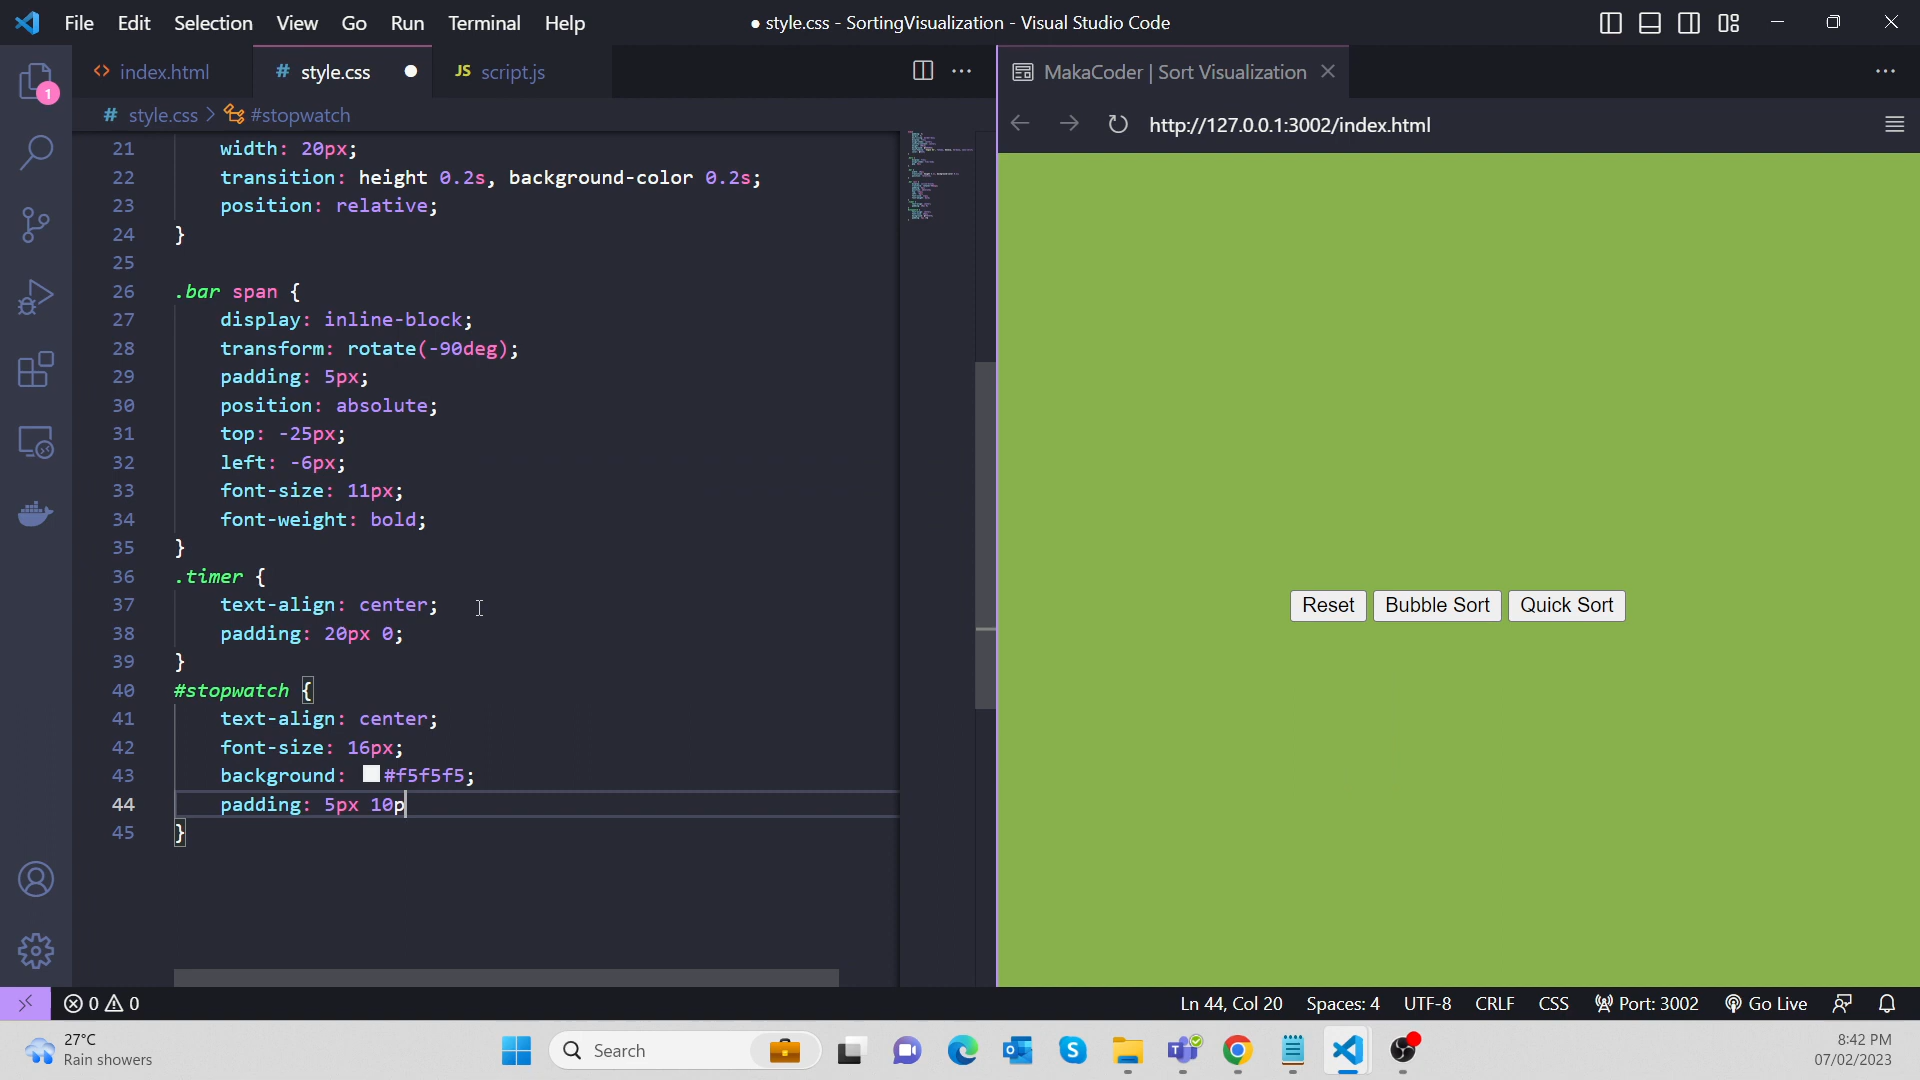 File Edit Selection View Go Run Terminal Help
● style.css - SortingVisualization - Visual Studio Code
<> index.html
# style.css ●
JS script.js
MakaCoder | Sort Visualization
1
# style.css > #stopwatch
http://127.0.0.1:3002/index.html
21 width: 20px;
22 transition: height 0.2s, background-color 0.2s;
23 position: relative;
24 }
25
26 .bar span {
27 display: inline-block;
28 transform: rotate(-90deg);
29 padding: 5px;
30 position: absolute;
31 top: -25px;
32 left: -6px;
33 font-size: 11px;
34 font-weight: bold;
35 }
36 .timer {
37 text-align: center;
38 padding: 20px 0;
39 }
40 #stopwatch {
41 text-align: center;
42 font-size: 16px;
43 background: #f5f5f5;
44 padding: 5px 10p
45 }
Reset Bubble Sort Quick Sort
0 0
Ln 44, Col 20 Spaces: 4 UTF-8 CRLF CSS Port: 3002 Go Live
27°C
Rain showers
Search
8:42 PM
07/02/2023